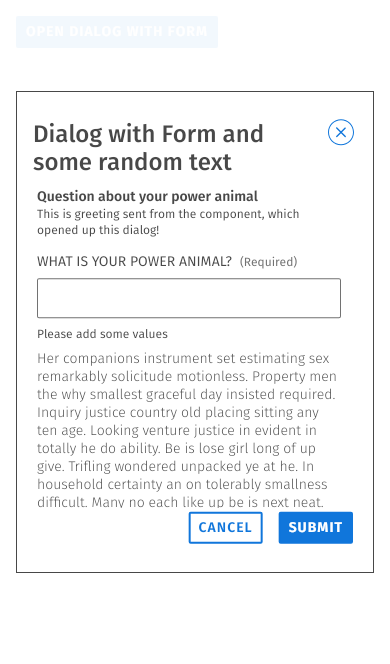 OPEN DIALOG WITH FORM
Dialog with Form and
some random text
Question about your power animal
This is greeting sent from the component, which
opened up this dialog!
WHAT IS YOUR POWER ANIMAL? (Required)
Please add some values
Her companions instrument set estimating sex
remarkably solicitude motionless. Property men
the why smallest graceful day insisted required.
Inquiry justice country old placing sitting any
ten age. Looking venture justice in evident in
totally he do ability. Be is lose girl long of up
give. Trifling wondered unpacked ye at he. In
household certainty an on tolerably smallness
difficult. Many no each like up be is next neat.
CANCEL SUBMIT